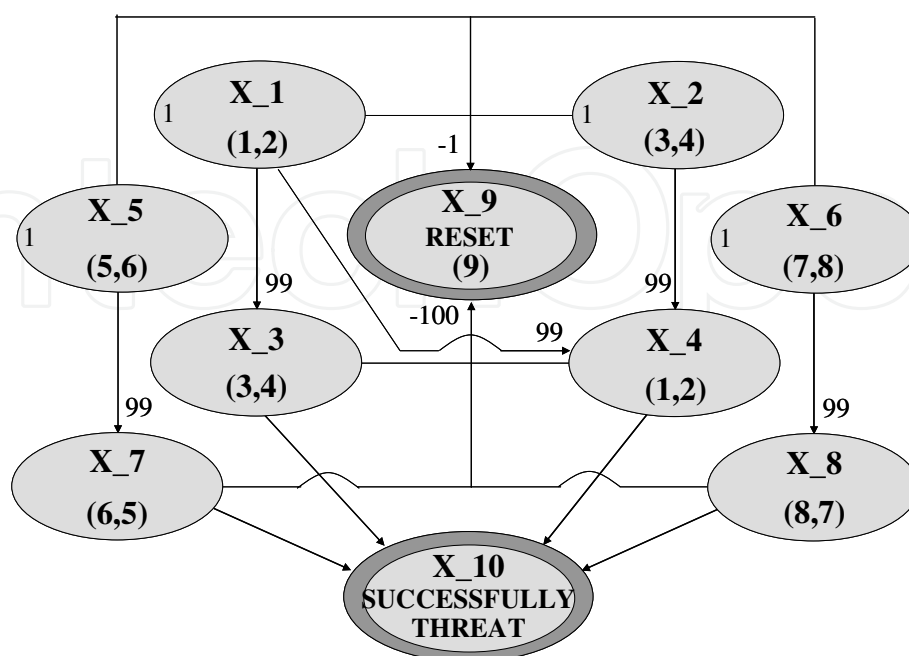 X_1
1
(1,2)
X_2
1
(3,4)
-1
X_5
1
(5,6)
X_9
RESET
(9)
X_6
1
(7,8)
99
99
-100
99
X_3
(3,4)
X_4
(1,2)
99
99
X_7
(6,5)
X_8
(8,7)
X_10
SUCCESSFULLY
THREAT